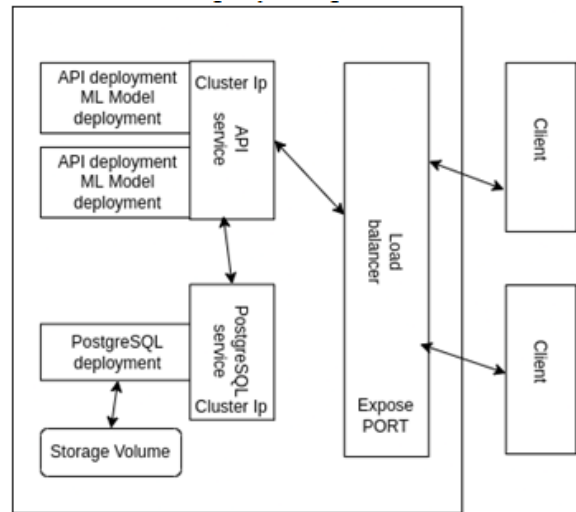 API deployment
ML Model
deployment
Cluster Ip
API
service
API deployment
ML Model
deployment
PostgreSQL
deployment
PostgreSQL
service
Cluster Ip
Storage Volume
Load
balancer
Expose
PORT
Client
Client